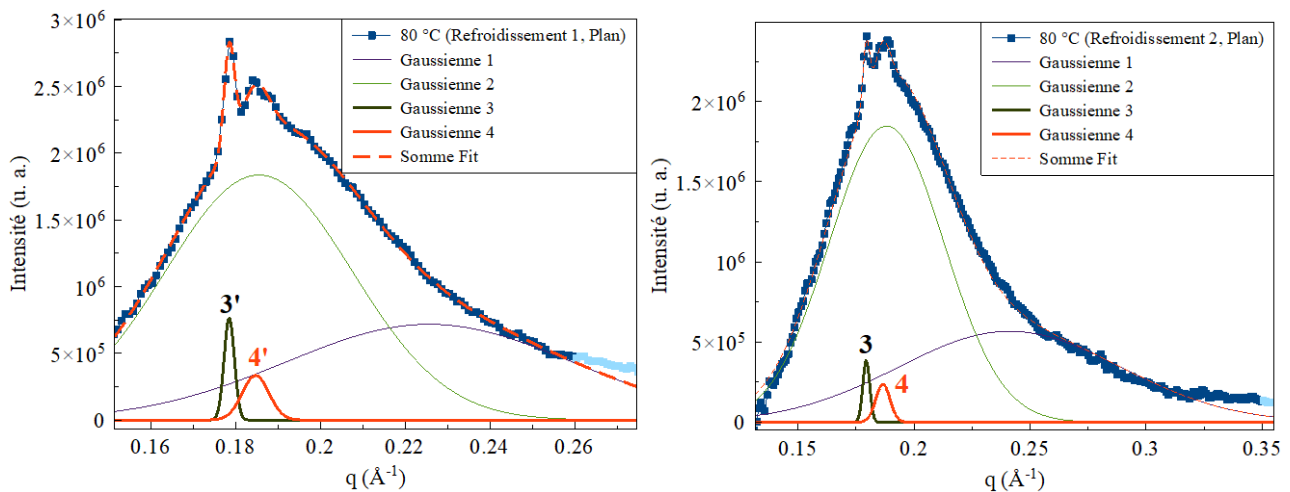 3×10⁶
2.5×10⁶
2×10⁶
1.5×10⁶
10⁶
5×10⁵
0
Intensité (u. a.)
80 °C (Refroidissement 1, Plan)
Gaussienne 1
Gaussienne 2
Gaussienne 3
Gaussienne 4
Somme Fit
3'
4'
0.16 0.18 0.2 0.22 0.24 0.26
q (Å⁻¹)
2×10⁶
1.5×10⁶
10⁶
5×10⁵
0
Intensité (u. a.)
80 °C (Refroidissement 2, Plan)
Gaussienne 1
Gaussienne 2
Gaussienne 3
Gaussienne 4
Somme Fit
3
4
0.15 0.2 0.25 0.3 0.35
q (Å⁻¹)